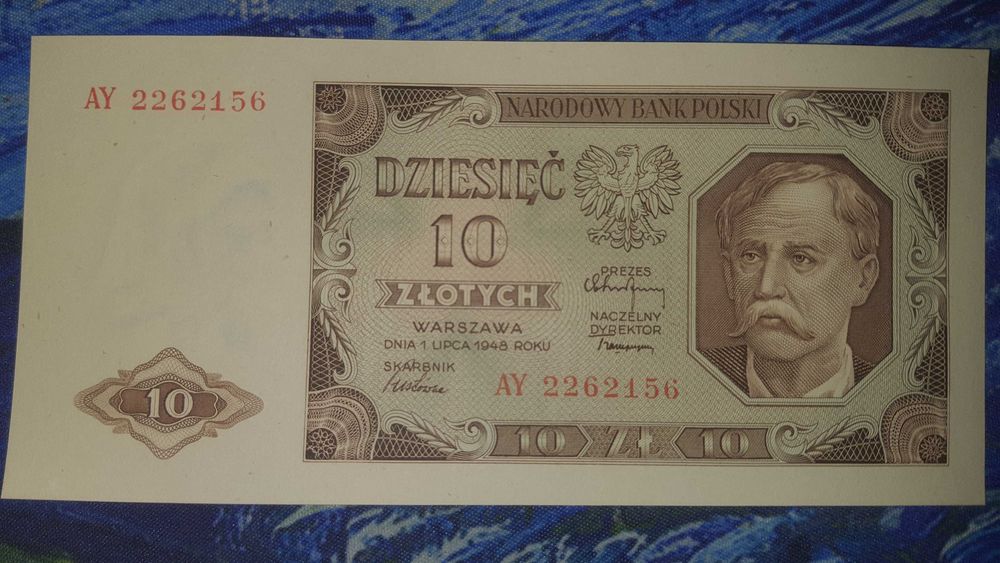 AY 2262156
NARODOWY BANK POLSKI
DZIESIĘĆ
10
ZŁOTYCH
WARSZAWA
DNIA 1 LIPCA 1948 ROKU
SKARBNIK
PREZES
NACZELNY
DYREKTOR
AY 2262156
10
10 ZŁ 10